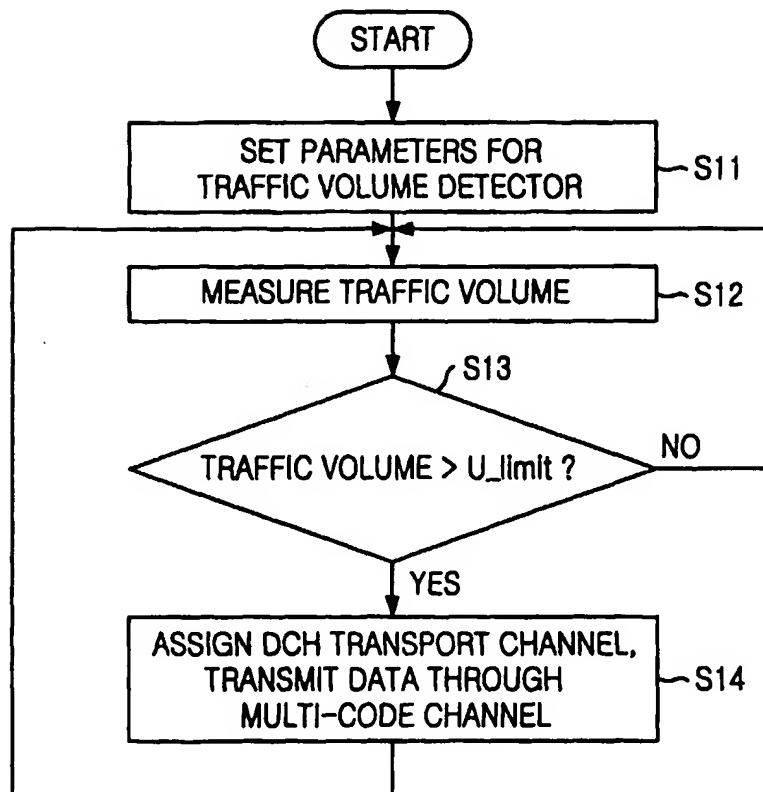 START
SET PARAMETERS FOR
TRAFFIC VOLUME DETECTOR
S11
MEASURE TRAFFIC VOLUME
S12
S13
TRAFFIC VOLUME > U_limit ?
NO
YES
ASSIGN DCH TRANSPORT CHANNEL,
TRANSMIT DATA THROUGH
MULTI-CODE CHANNEL
S14